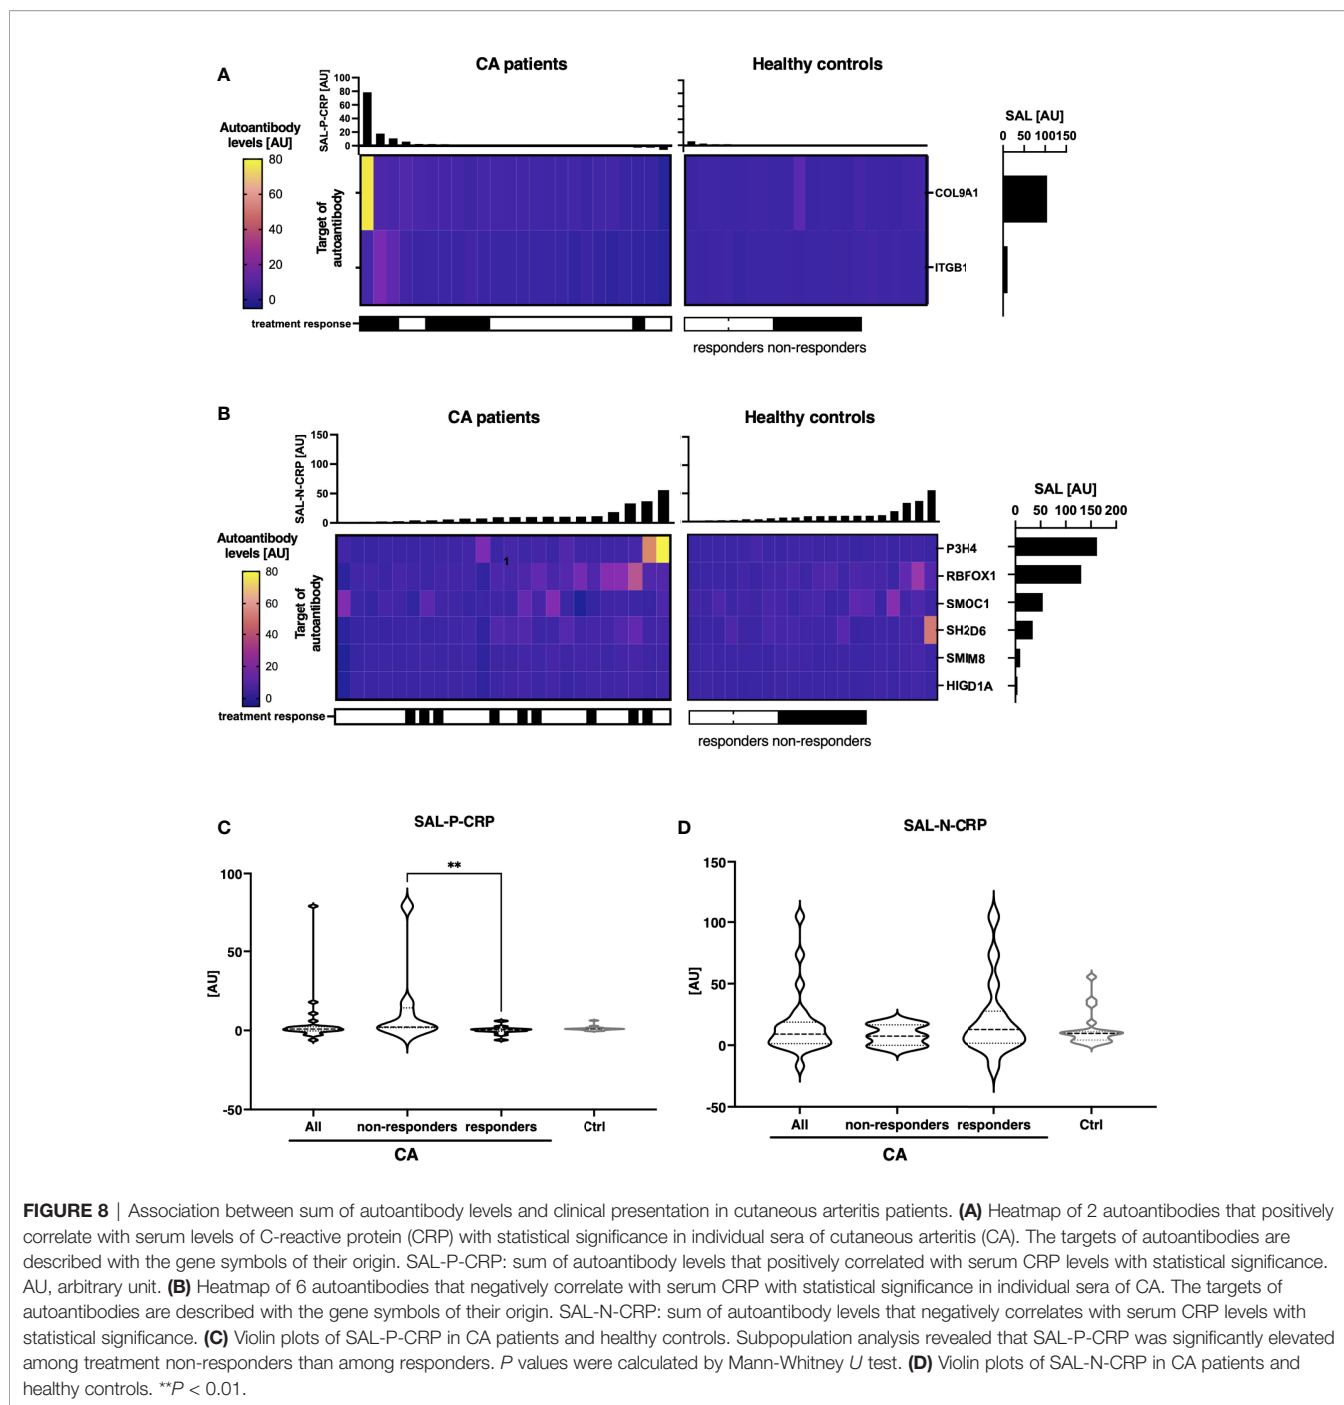 A
CA patients
Healthy controls
SAL-P-CRP [AU]
100
80
60
40
20
0
SAL [AU]
0 50 100 150
Autoantibody
levels [AU]
80
60
40
20
0
Target of
autoantibody
COL9A1
ITGB1
treatment response
responders non-responders
B
CA patients
Healthy controls
SAL-N-CRP [AU]
150
100
50
0
SAL [AU]
0 50 100 150 200
Autoantibody
levels [AU]
80
60
40
20
0
Target of
autoantibody
1
P3H4
RBFOX1
SMOC1
SH2D6
SMIM8
HIGD1A
treatment response
responders non-responders
C
SAL-P-CRP
[AU]
100
50
0
-50
**
All non-responders responders Ctrl
CA
D
SAL-N-CRP
[AU]
150
100
50
0
-50
All non-responders responders Ctrl
CA
FIGURE 8 | Association between sum of autoantibody levels and clinical presentation in cutaneous arteritis patients. (A) Heatmap of 2 autoantibodies that positively
correlate with serum levels of C-reactive protein (CRP) with statistical significance in individual sera of cutaneous arteritis (CA). The targets of autoantibodies are
described with the gene symbols of their origin. SAL-P-CRP: sum of autoantibody levels that positively correlated with serum CRP levels with statistical significance.
AU, arbitrary unit. (B) Heatmap of 6 autoantibodies that negatively correlate with serum CRP with statistical significance in individual sera of CA. The targets of
autoantibodies are described with the gene symbols of their origin. SAL-N-CRP: sum of autoantibody levels that negatively correlates with serum CRP levels with
statistical significance. (C) Violin plots of SAL-P-CRP in CA patients and healthy controls. Subpopulation analysis revealed that SAL-P-CRP was significantly elevated
among treatment non-responders than among responders. P values were calculated by Mann-Whitney U test. (D) Violin plots of SAL-N-CRP in CA patients and
healthy controls. **P < 0.01.